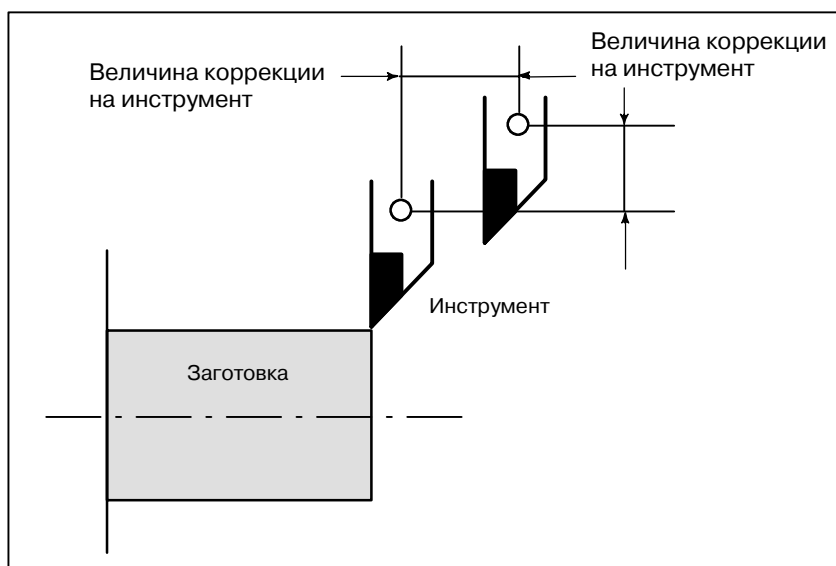 Величина коррекции
на инструмент
Величина коррекции
на инструмент
Инструмент
Заготовка